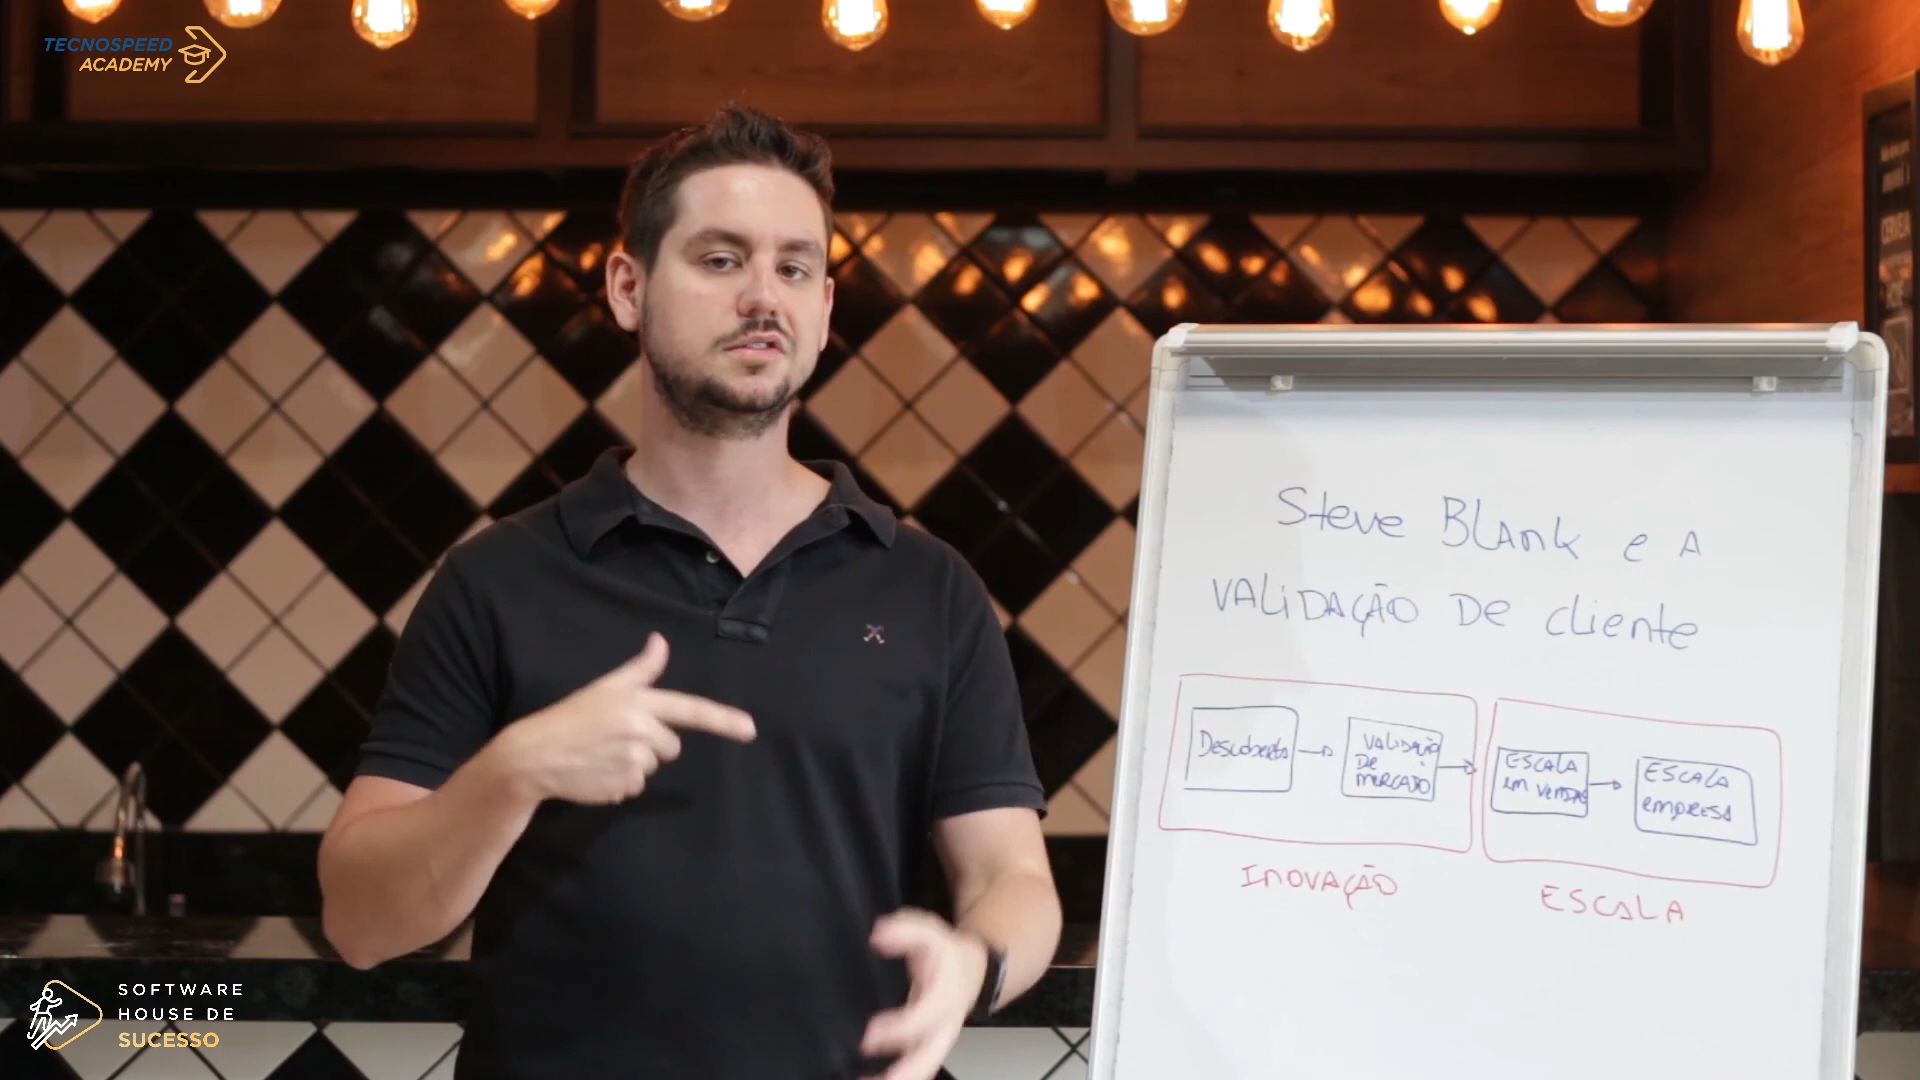 TECNOSPEED
ACADEMY
Steve Blank e A
VALIDAÇÃO De cliente
Descoberta
VALIDAÇÃO
De
merCADO
ESCALA
em venDAS
ESCALA
empresa
INOVAÇÃO
ESCALA
SOFTWARE
HOUSE DE
SUCESSO